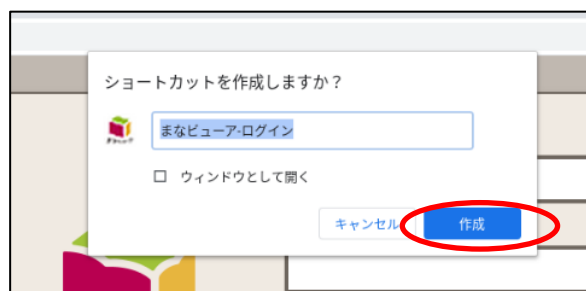 ショートカットを作成しますか？
まなビューア-ログイン
ウィンドウとして開く
キャンセル
作成